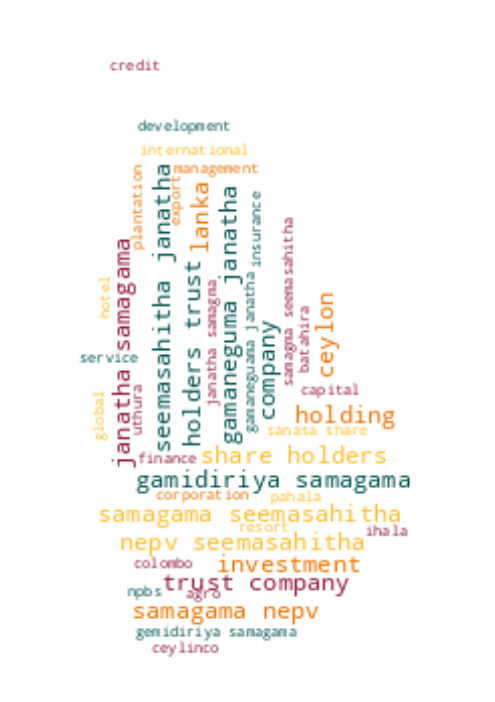 credit
development
international
management
plantation
export
seemasahitha janatha
lanka
gamaneguma janatha
insurance
samagma seemasahitha
janatha samagama
holders trust
janatha samagma
gamaneguama janatha
hotel
batahira
ceylon
company
service
uthura
global
capital
holding
sanasa share
finance
share holders
gamidiriya samagama
corporation
pahala
samagama seemasahitha
resort
ihala
nepv seemasahitha
colombo
investment
trust company
npbs
agro
samagama nepv
gemidiriya samagama
ceylinco